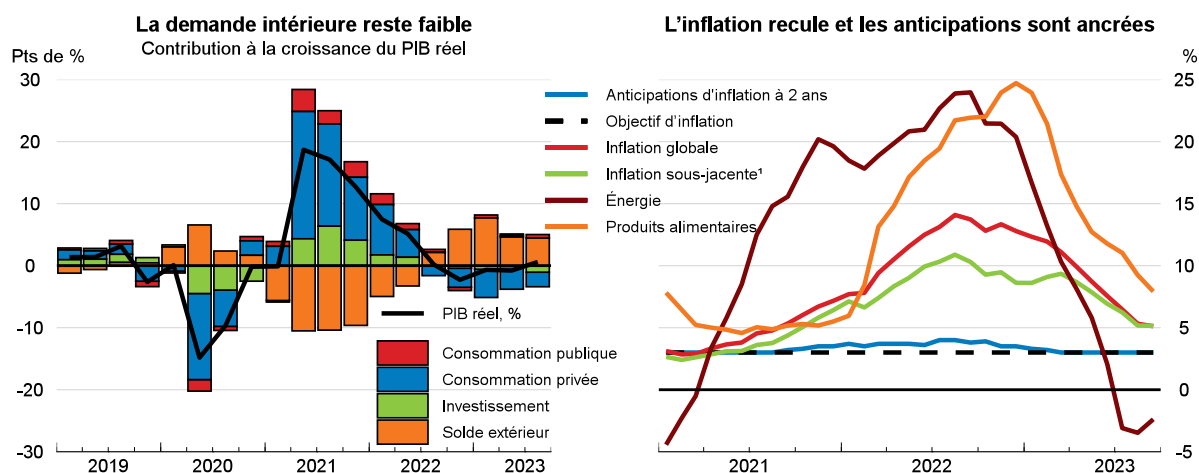 La demande intérieure reste faible
Contribution à la croissance du PIB réel
Pts de %
30
20
10
0
-10
-20
-30
PIB réel, %
Consommation publique
Consommation privée
Investissement
Solde extérieur
2019
2020
2021
2022
2023
L'inflation recule et les anticipations sont ancrées
%
Anticipations d'inflation à 2 ans
Objectif d'inflation
Inflation globale
Inflation sous-jacente¹
Énergie
Produits alimentaires
25
20
15
10
5
0
-5
2021
2022
2023